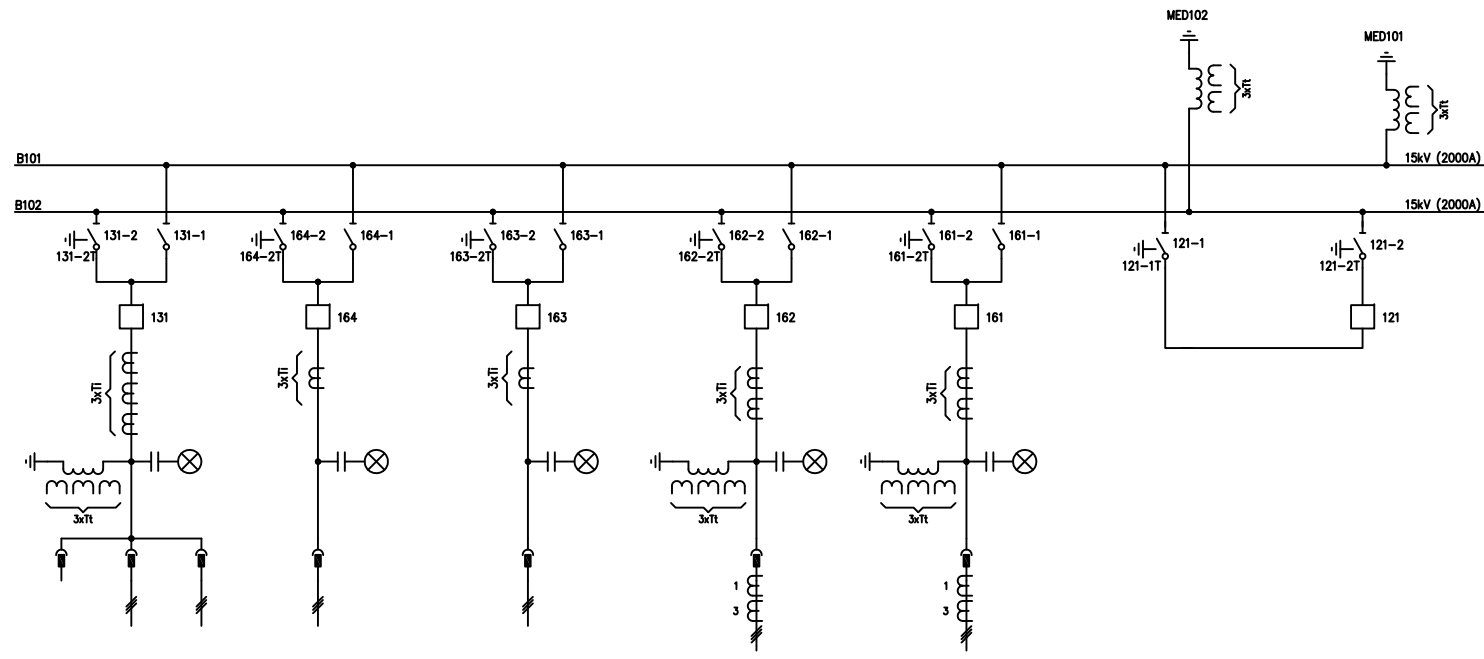 MED102
MED101
3xTt
3xTt
B101
15kV (2000A)
B102
15kV (2000A)
131-2
131-1
131-2T
164-2
164-1
164-2T
163-2
163-1
163-2T
162-2
162-1
162-2T
161-2
161-1
161-2T
121-1
121-1T
121-2
121-2T
131
164
163
162
161
121
3xTi
3xTi
3xTi
3xTi
3xTi
3xTt
3xTt
3xTt
1
3
1
3